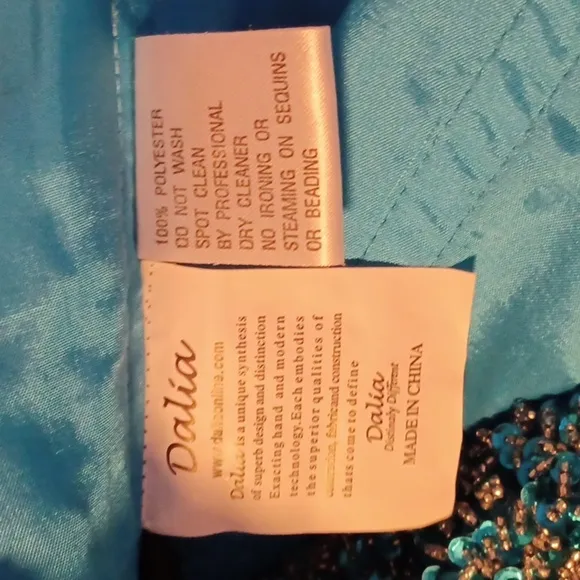 100% POLYESTER
DO NOT WASH
SPOT CLEAN
BY PROFESSIONAL
DRY CLEANER
NO IRONING OR
STEAMING ON SEQUINS
OR BEADING
Dalia
www.daliaonline.com
Dalia is a unique synthesis
of superb design and distinction
Exacting hand and modern
technology.Each embodies
the superior qualities of
fabric and construction
thats come to define
Dalia
Distinctly Different
MADE IN CHINA